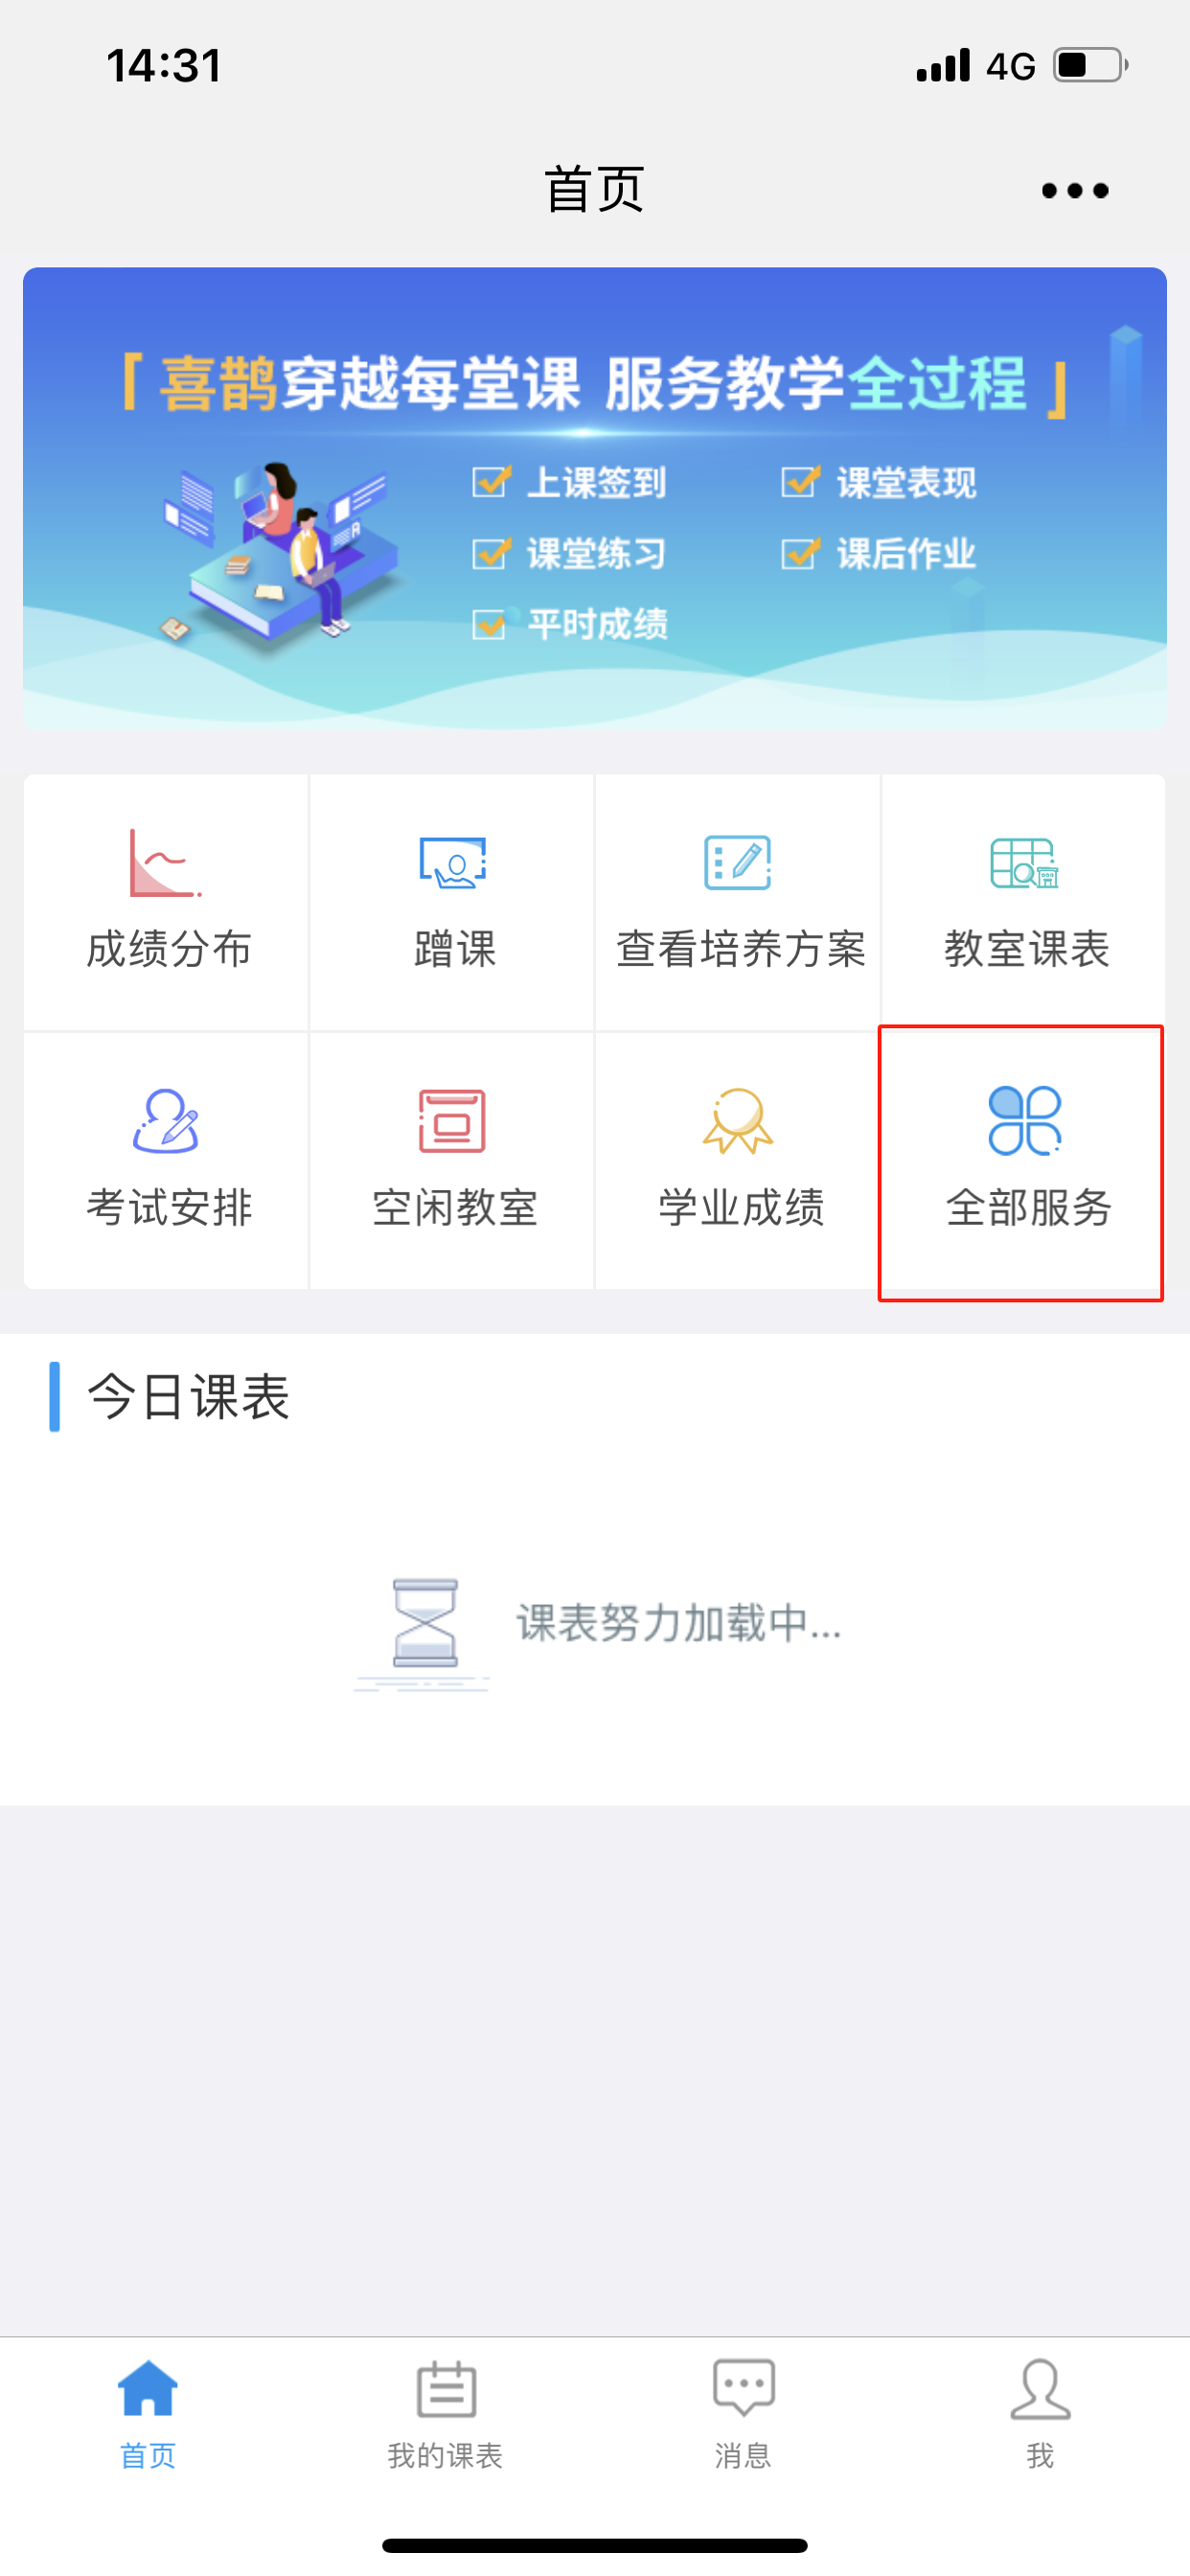 14:31
4G
首页
「喜鹊穿越每堂课 服务教学全过程」
上课签到 课堂表现
课堂练习 课后作业
平时成绩
成绩分布 蹭课 查看培养方案 教室课表
考试安排 空闲教室 学业成绩 全部服务
今日课表
课表努力加载中...
首页 我的课表 消息 我